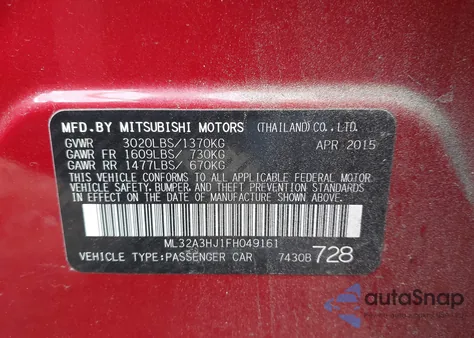 MFD.BY MITSUBISHI MOTORS (THAILAND)CO.,LTD.
GVWR 3020LBS/1370KG APR 2015
GAWR FR 1609LBS/ 730KG
GAWR RR 1477LBS/ 670KG
THIS VEHICLE CONFORMS TO ALL APPLICABLE FEDERAL MOTOR
VEHICLE SAFETY, BUMPER, AND THEFT PREVENTION STANDARDS
IN EFFECT ON THE DATE OF MANUFACTURE SHOWN ABOVE.
ML32A3HJ1FH049161
VEHICLE TYPE:PASSENGER CAR 7430B 728
autoSnap